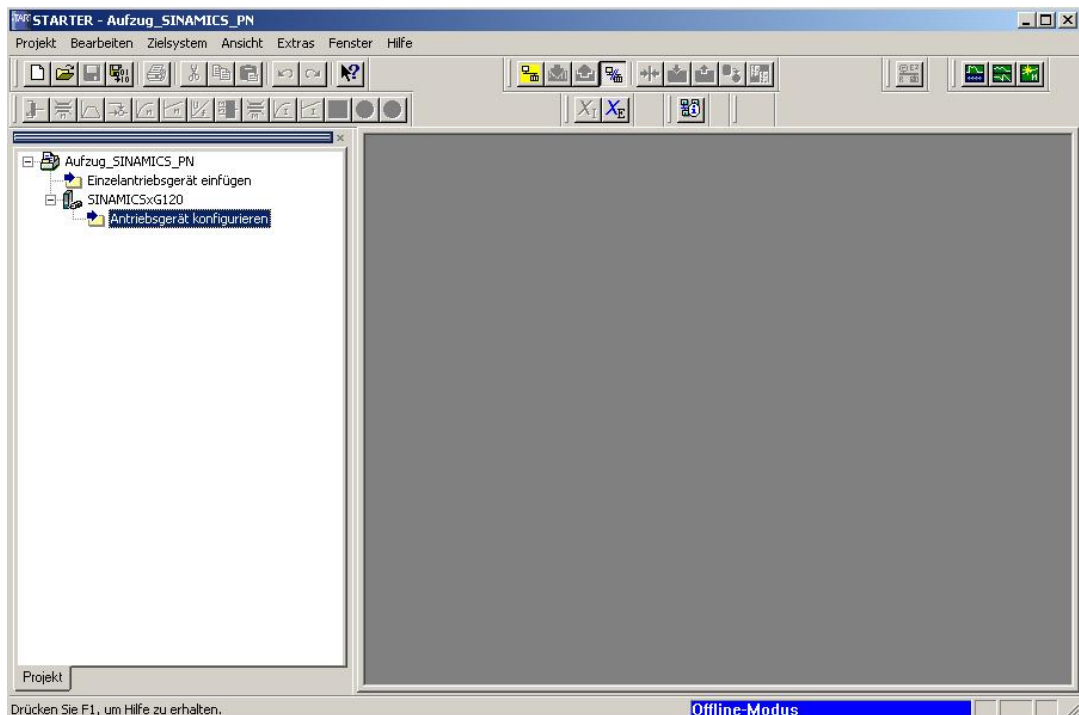 STARTER - Aufzug_SINAMICS_PN
Projekt Bearbeiten Zielsystem Ansicht Extras Fenster Hilfe
Aufzug_SINAMICS_PN
Einzelantriebsgerät einfügen
SINAMICSxG120
Antriebsgerät konfigurieren
Projekt
Drücken Sie F1, um Hilfe zu erhalten.
Offline-Modus